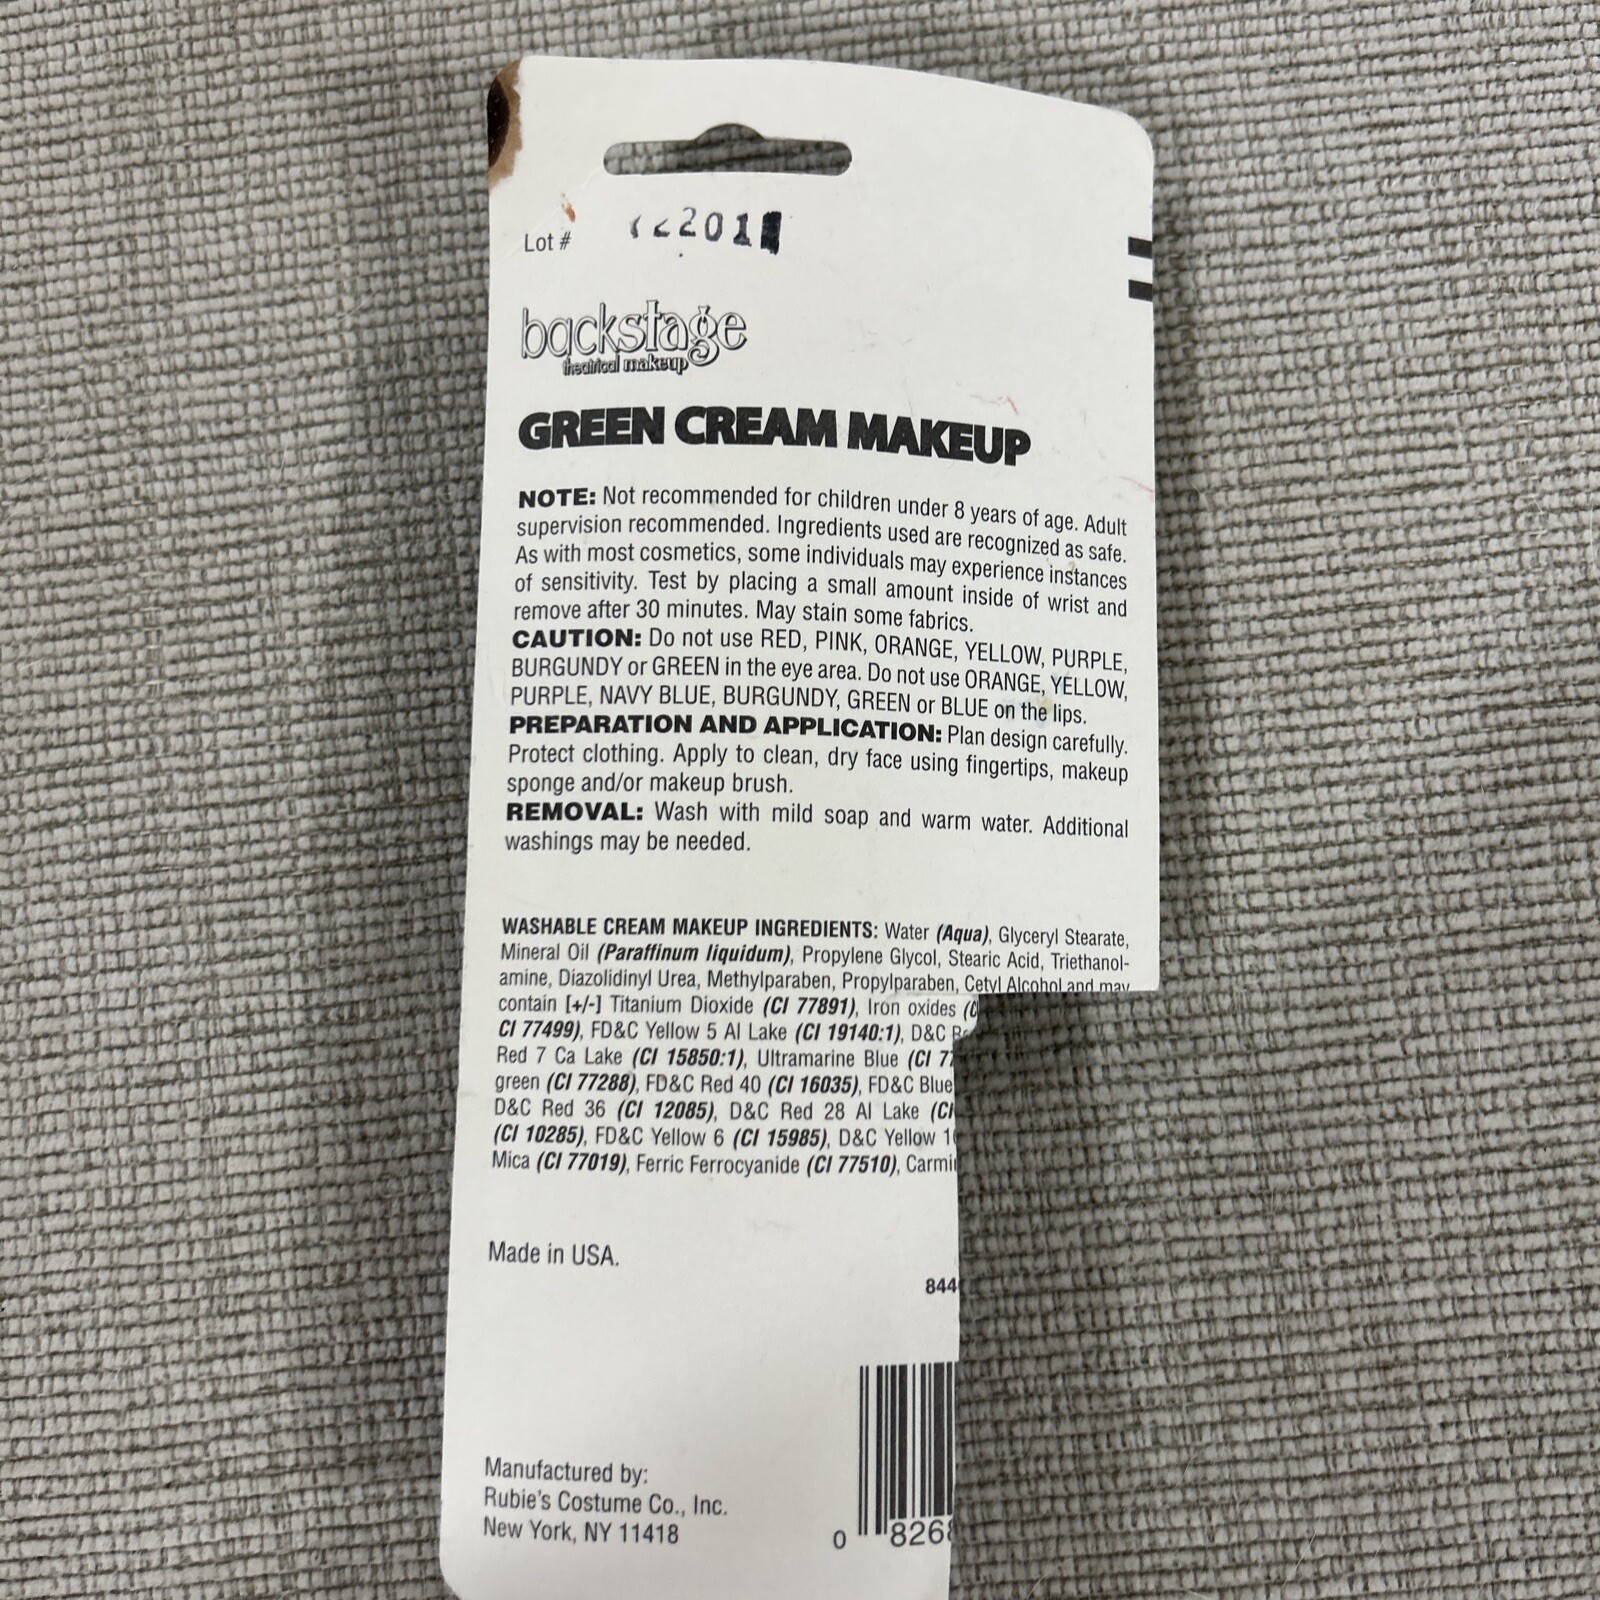 Lot # 2201
backstage
theatrical makeup
GREEN CREAM MAKEUP
NOTE: Not recommended for children under 8 years of age. Adult
supervision recommended. Ingredients used are recognized as safe.
As with most cosmetics, some individuals may experience instances
of sensitivity. Test by placing a small amount inside of wrist and
remove after 30 minutes. May stain some fabrics.
CAUTION: Do not use RED, PINK, ORANGE, YELLOW, PURPLE,
BURGUNDY or GREEN in the eye area. Do not use ORANGE, YELLOW,
PURPLE, NAVY BLUE, BURGUNDY, GREEN or BLUE on the lips.
PREPARATION AND APPLICATION: Plan design carefully.
Protect clothing. Apply to clean, dry face using fingertips, makeup
sponge and/or makeup brush.
REMOVAL: Wash with mild soap and warm water. Additional
washings may be needed.
WASHABLE CREAM MAKEUP INGREDIENTS: Water (Aqua), Glyceryl Stearate,
Mineral Oil (Paraffinum liquidum), Propylene Glycol, Stearic Acid, Triethanol-
amine, Diazolidinyl Urea, Methylparaben, Propylparaben, Cetyl Alcohol and may
contain [+/-] Titanium Dioxide (CI 77891), Iron oxides
CI 77499), FD&C Yellow 5 Al Lake (CI 19140:1), D&C
Red 7 Ca Lake (CI 15850:1), Ultramarine Blue (CI
green (CI 77288), FD&C Red 40 (CI 16035), FD&C Blue
D&C Red 36 (CI 12085), D&C Red 28 Al Lake (CI
(CI 10285), FD&C Yellow 6 (CI 15985), D&C Yellow
Mica (CI 77019), Ferric Ferrocyanide (CI 77510),
Made in USA.
844
Manufactured by:
Rubie's Costume Co., Inc.
New York, NY 11418
0 8268